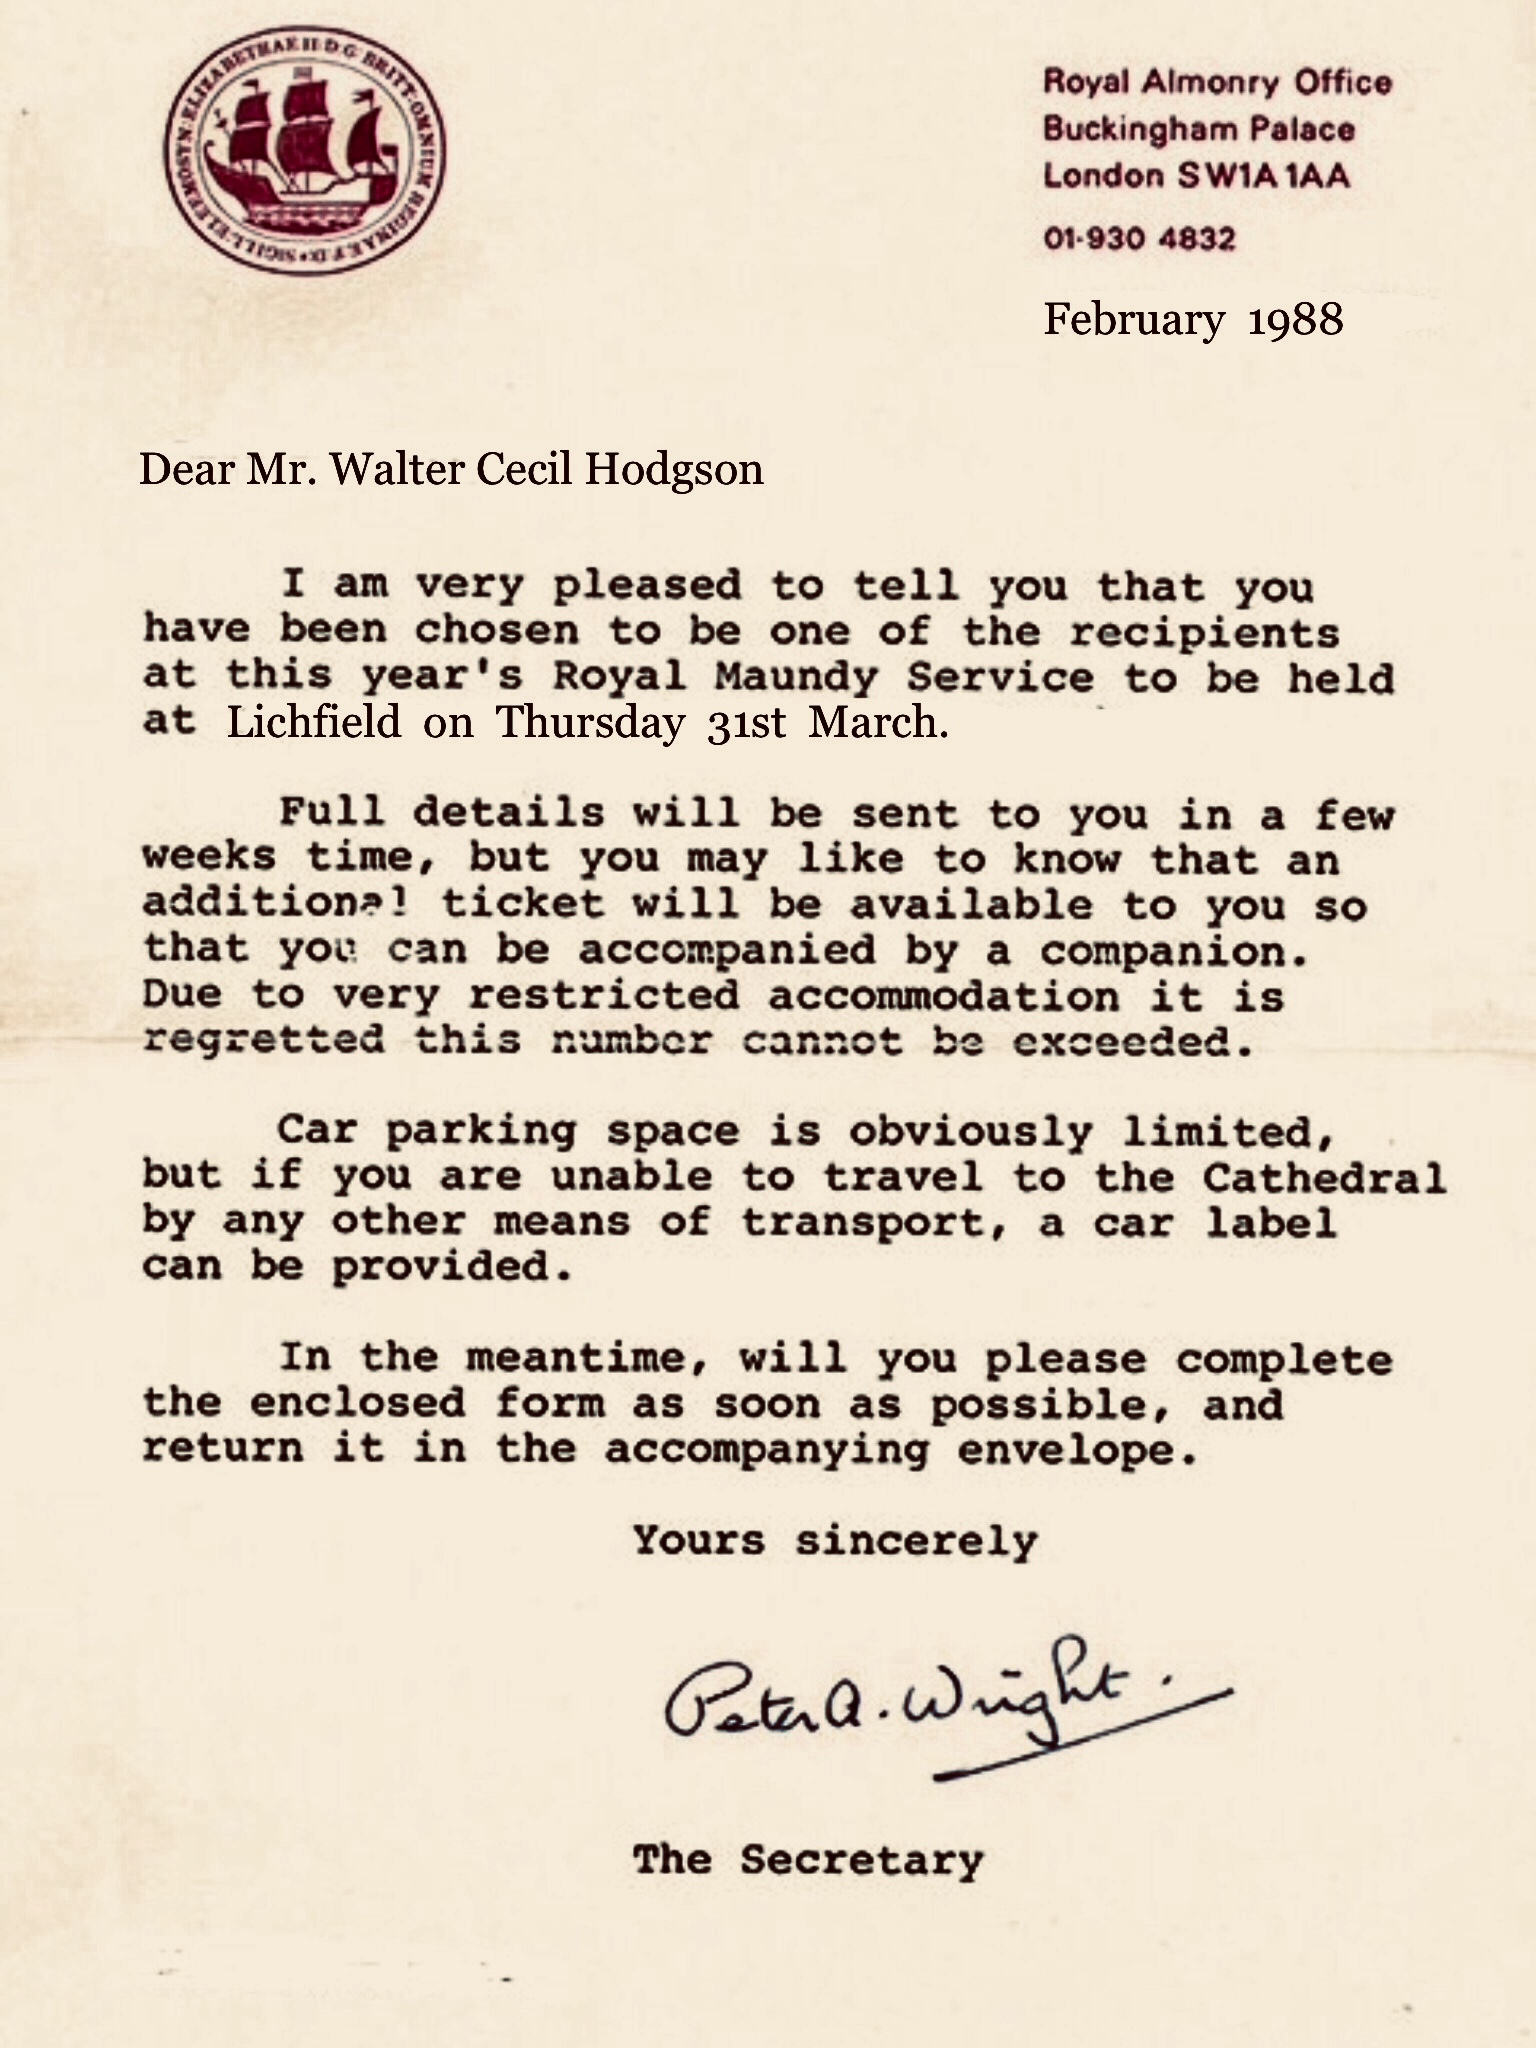 SIGILL·ELEEMOSYN·ELIZABETHAE II·D·G·BRITT·OMNIUM REGINAE·F·D·
Royal Almonry Office
Buckingham Palace
London SW1A 1AA
01-930 4832
February 1988
Dear Mr. Walter Cecil Hodgson
I am very pleased to tell you that you
have been chosen to be one of the recipients
at this year's Royal Maundy Service to be held
at Lichfield on Thursday 31st March.
Full details will be sent to you in a few
weeks time, but you may like to know that an
additional ticket will be available to you so
that you can be accompanied by a companion.
Due to very restricted accommodation it is
regretted this number cannot be exceeded.
Car parking space is obviously limited,
but if you are unable to travel to the Cathedral
by any other means of transport, a car label
can be provided.
In the meantime, will you please complete
the enclosed form as soon as possible, and
return it in the accompanying envelope.
Yours sincerely
Peter A. Wright.
The Secretary